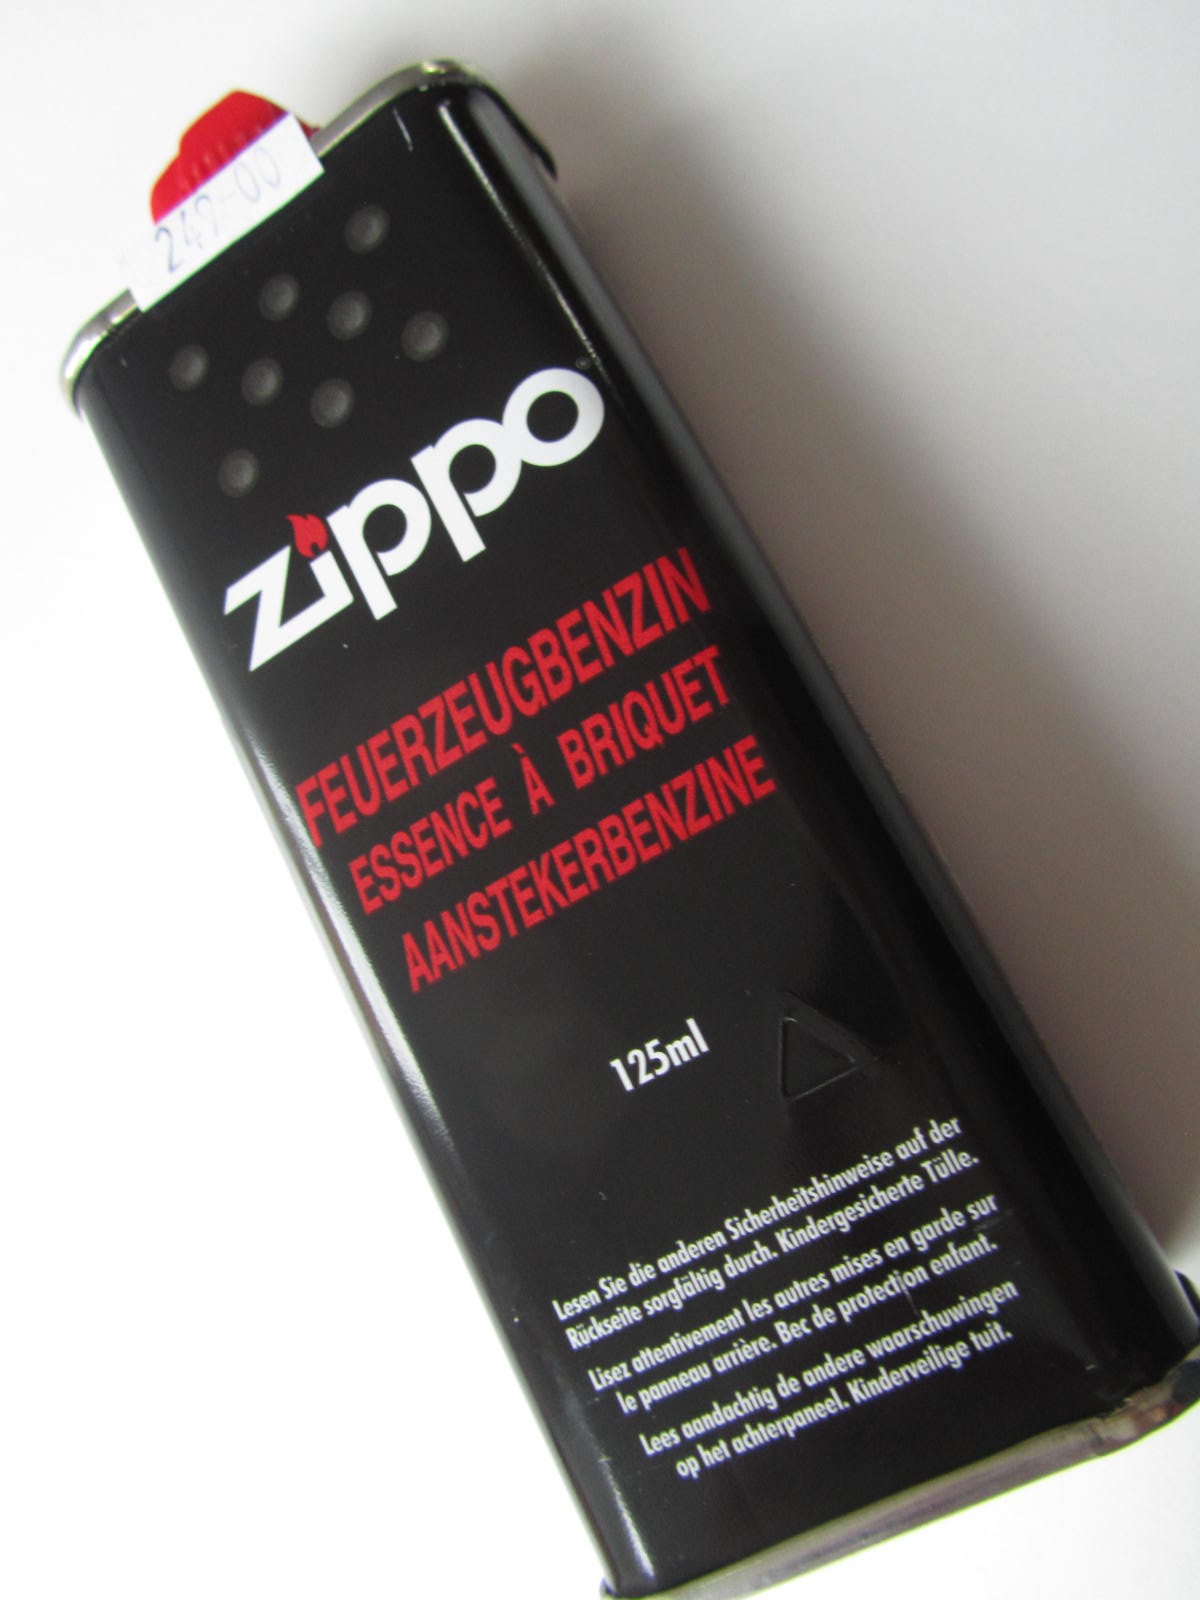 249-00
zippo®
FEUERZEUGBENZIN
ESSENCE À BRIQUET
AANSTEKERBENZINE
125ml
Lesen Sie die anderen Sicherheitshinweise auf der
Rückseite sorgfältig durch. Kindergesicherte Tülle.
Lisez attentivement les autres mises en garde sur
le panneau arrière. Bec de protection enfant.
Lees aandachtig de andere waarschuwingen
op het achterpaneel. Kinderveilige tuit.